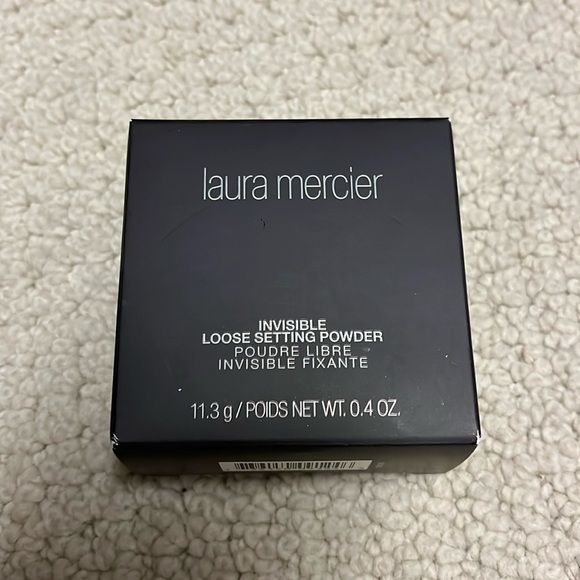 laura mercier
INVISIBLE
LOOSE SETTING POWDER
POUDRE LIBRE
INVISIBLE FIXANTE
11.3 g / POIDS NET WT. 0.4 OZ.